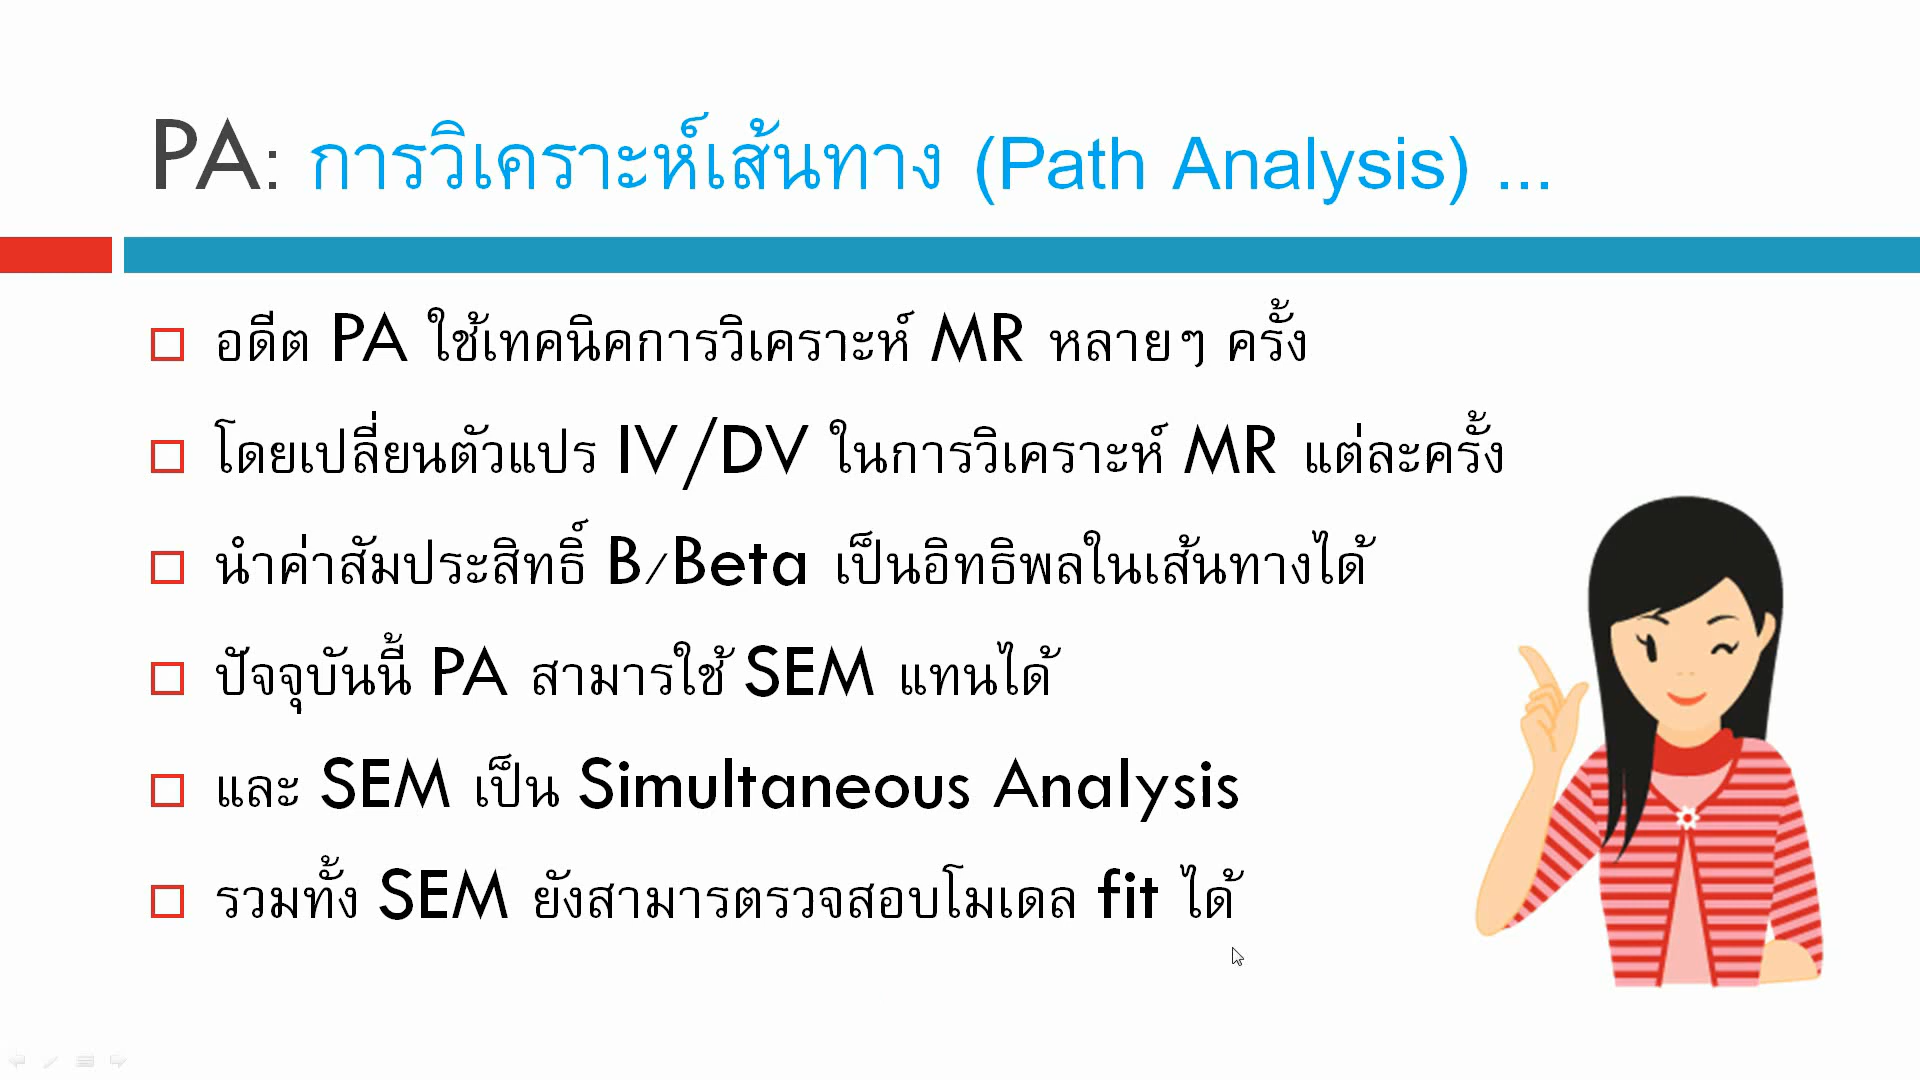 PA: การวิเคราะห์เส้นทาง (Path Analysis) ...
อดีต PA ใช้เทคนิคการวิเคราะห์ MR หลายๆ ครั้ง
โดยเปลี่ยนตัวแปร IV/DV ในการวิเคราะห์ MR แต่ละครั้ง
นำค่าสัมประสิทธิ์ B/Beta เป็นอิทธิพลในเส้นทางได้
ปัจจุบันนี้ PA สามารใช้ SEM แทนได้
และ SEM เป็น Simultaneous Analysis
รวมทั้ง SEM ยังสามารตรวจสอบโมเดล fit ได้